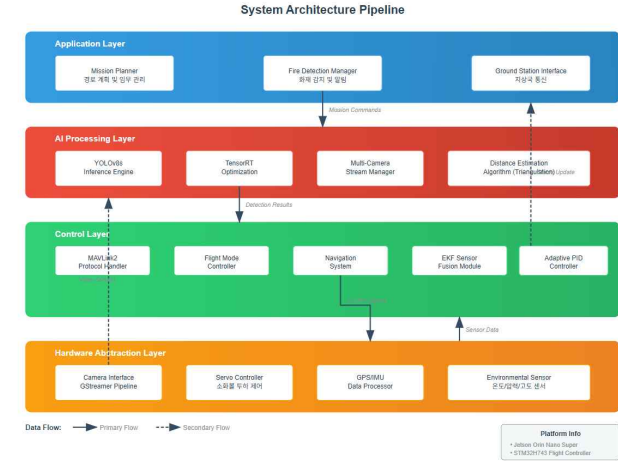 System Architecture Pipeline
Application Layer
Mission Planner
경로 계획 및 임무 관리
Fire Detection Manager
화재 감지 및 알림
Ground Station Interface
지상국 통신
Mission Commands
AI Processing Layer
YOLOv8s
Inference Engine
TensorRT
Optimization
Multi-Camera
Stream Manager
Distance Estimation
Algorithm (Triangulation)
Update
Detection Results
Control Layer
MAVLink2
Protocol Handler
Flight Mode
Controller
Navigation
System
EKF Sensor
Fusion Module
Adaptive PID
Controller
Sensor Data
Hardware Abstraction Layer
Camera Interface
GStreamer Pipeline
Servo Controller
소화볼 투하 제어
GPS/IMU
Data Processor
Environmental Sensor
온도/압력/고도 센서
Data Flow:
Primary Flow
Secondary Flow
Platform Info
• Jetson Orin Nano Super
• STM32H743 Flight Controller